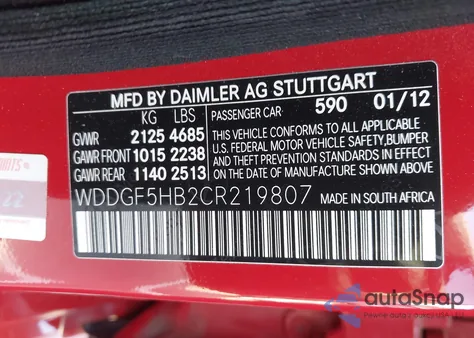 MFD BY DAIMLER AG STUTTGART
KG LBS PASSENGER CAR 590 01/12
GVWR 2125 4685
GAWR FRONT 1015 2238
GAWR REAR 1140 2513
THIS VEHICLE CONFORMS TO ALL APPLICABLE
U.S. FEDERAL MOTOR VEHICLE SAFETY, BUMPER
AND THEFT PREVENTION STANDARDS IN EFFECT
ON THE DATE OF MANUFACTURE SHOWN ABOVE.
WDDGF5HB2CR219807 MADE IN SOUTH AFRICA
22
autoSnap